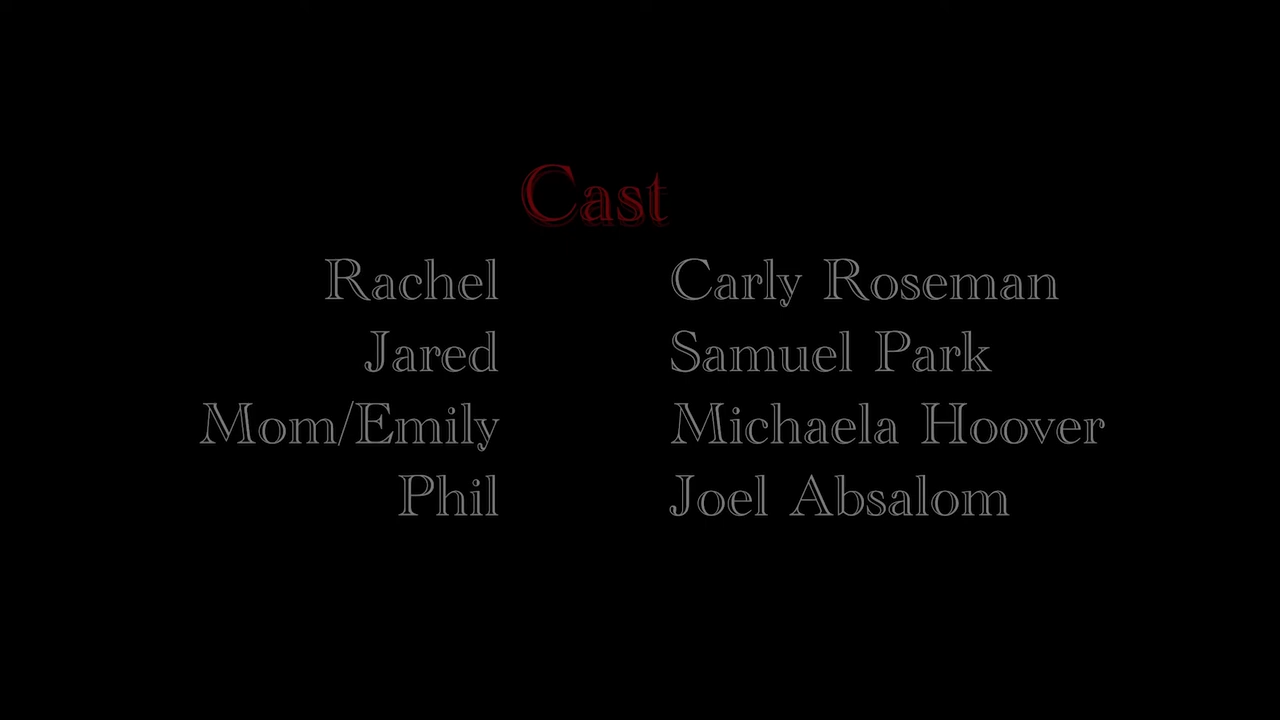 Cast
Rachel Carly Roseman
Jared Samuel Park
Mom/Emily Michaela Hoover
Phil Joel Absalom